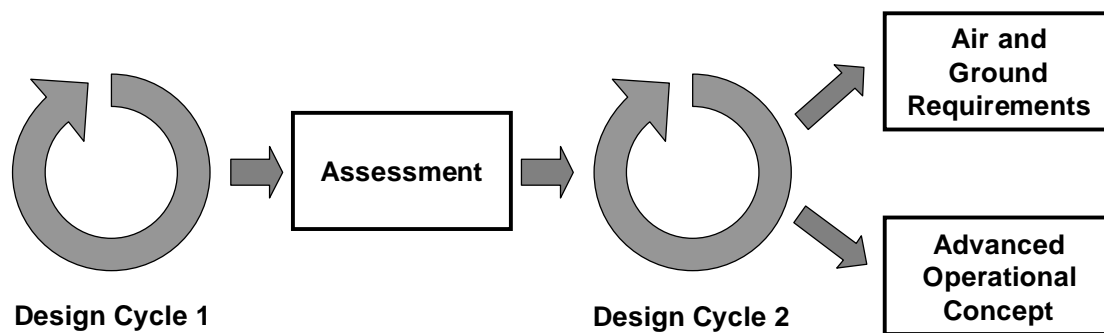 Design Cycle 1
Assessment
Design Cycle 2
Air and
Ground
Requirements
Advanced
Operational
Concept